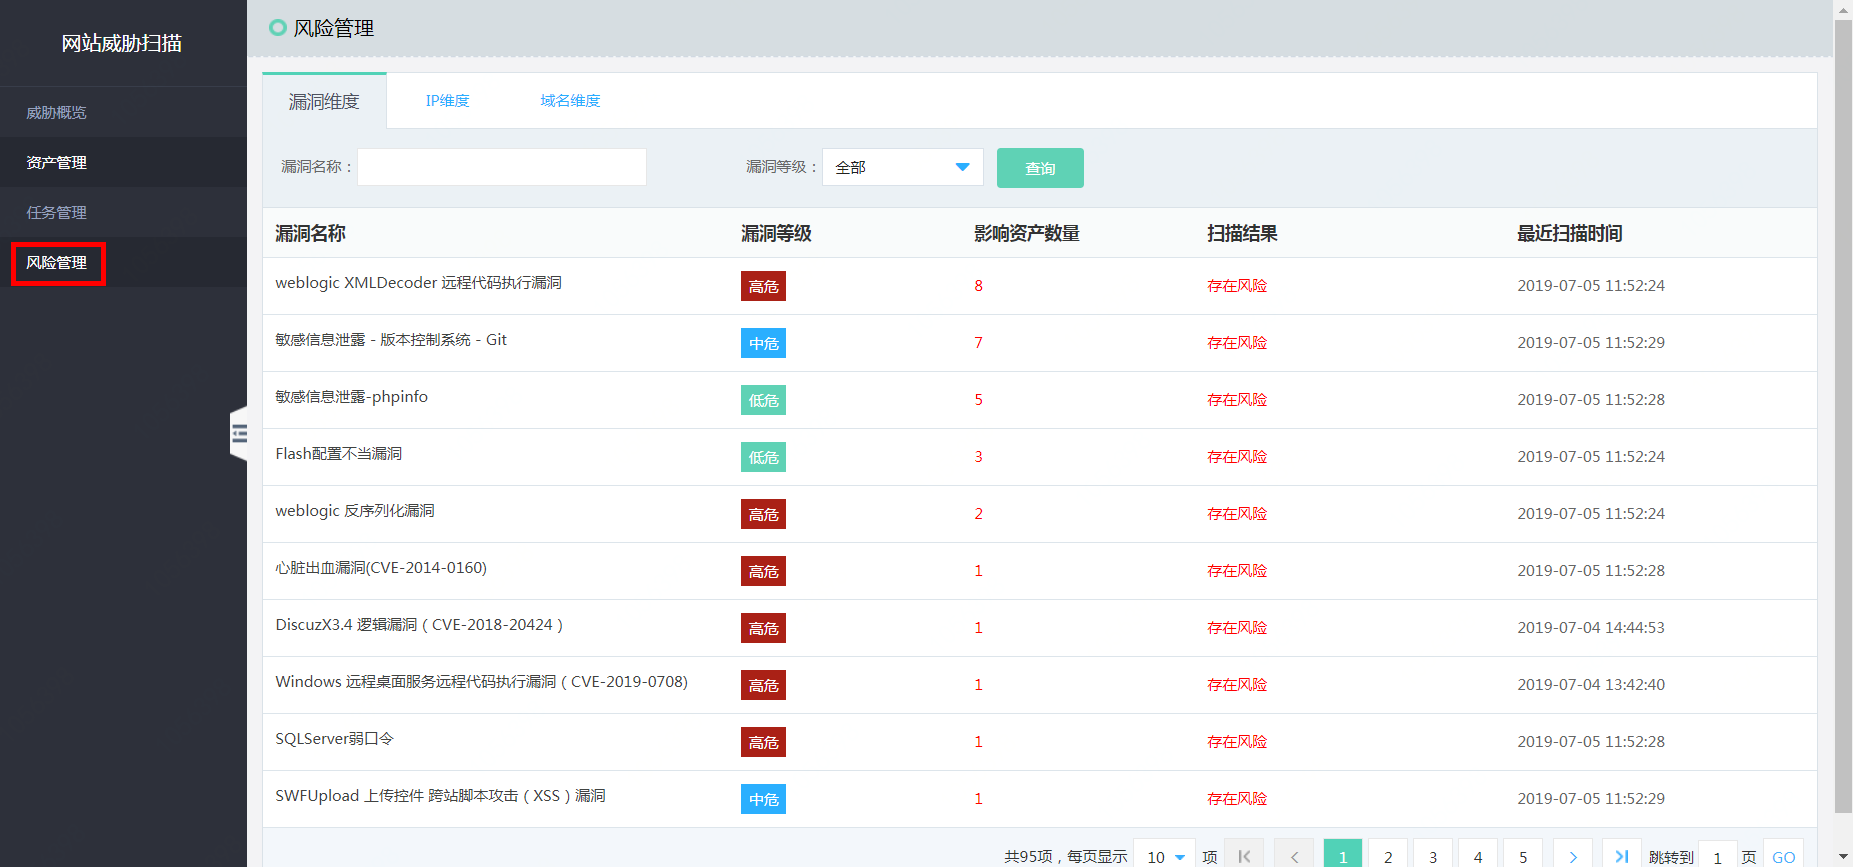 网站威胁扫描
威胁概览
资产管理
任务管理
风险管理
风险管理
漏洞维度 IP维度 域名维度
漏洞名称： 漏洞等级： 全部 查询
漏洞名称 漏洞等级 影响资产数量 扫描结果 最近扫描时间
weblogic XMLDecoder 远程代码执行漏洞 高危 8 存在风险 2019-07-05 11:52:24
敏感信息泄露 - 版本控制系统 - Git 中危 7 存在风险 2019-07-05 11:52:29
敏感信息泄露-phpinfo 低危 5 存在风险 2019-07-05 11:52:28
Flash配置不当漏洞 低危 3 存在风险 2019-07-05 11:52:24
weblogic 反序列化漏洞 高危 2 存在风险 2019-07-05 11:52:24
心脏出血漏洞(CVE-2014-0160) 高危 1 存在风险 2019-07-05 11:52:28
DiscuzX3.4 逻辑漏洞（CVE-2018-20424） 高危 1 存在风险 2019-07-04 14:44:53
Windows 远程桌面服务远程代码执行漏洞（CVE-2019-0708) 高危 1 存在风险 2019-07-04 13:42:40
SQLServer弱口令 高危 1 存在风险 2019-07-05 11:52:28
SWFUpload 上传控件 跨站脚本攻击（XSS）漏洞 中危 1 存在风险 2019-07-05 11:52:29
共95项，每页显示 10 项 1 2 3 4 5 跳转到 1 页 GO